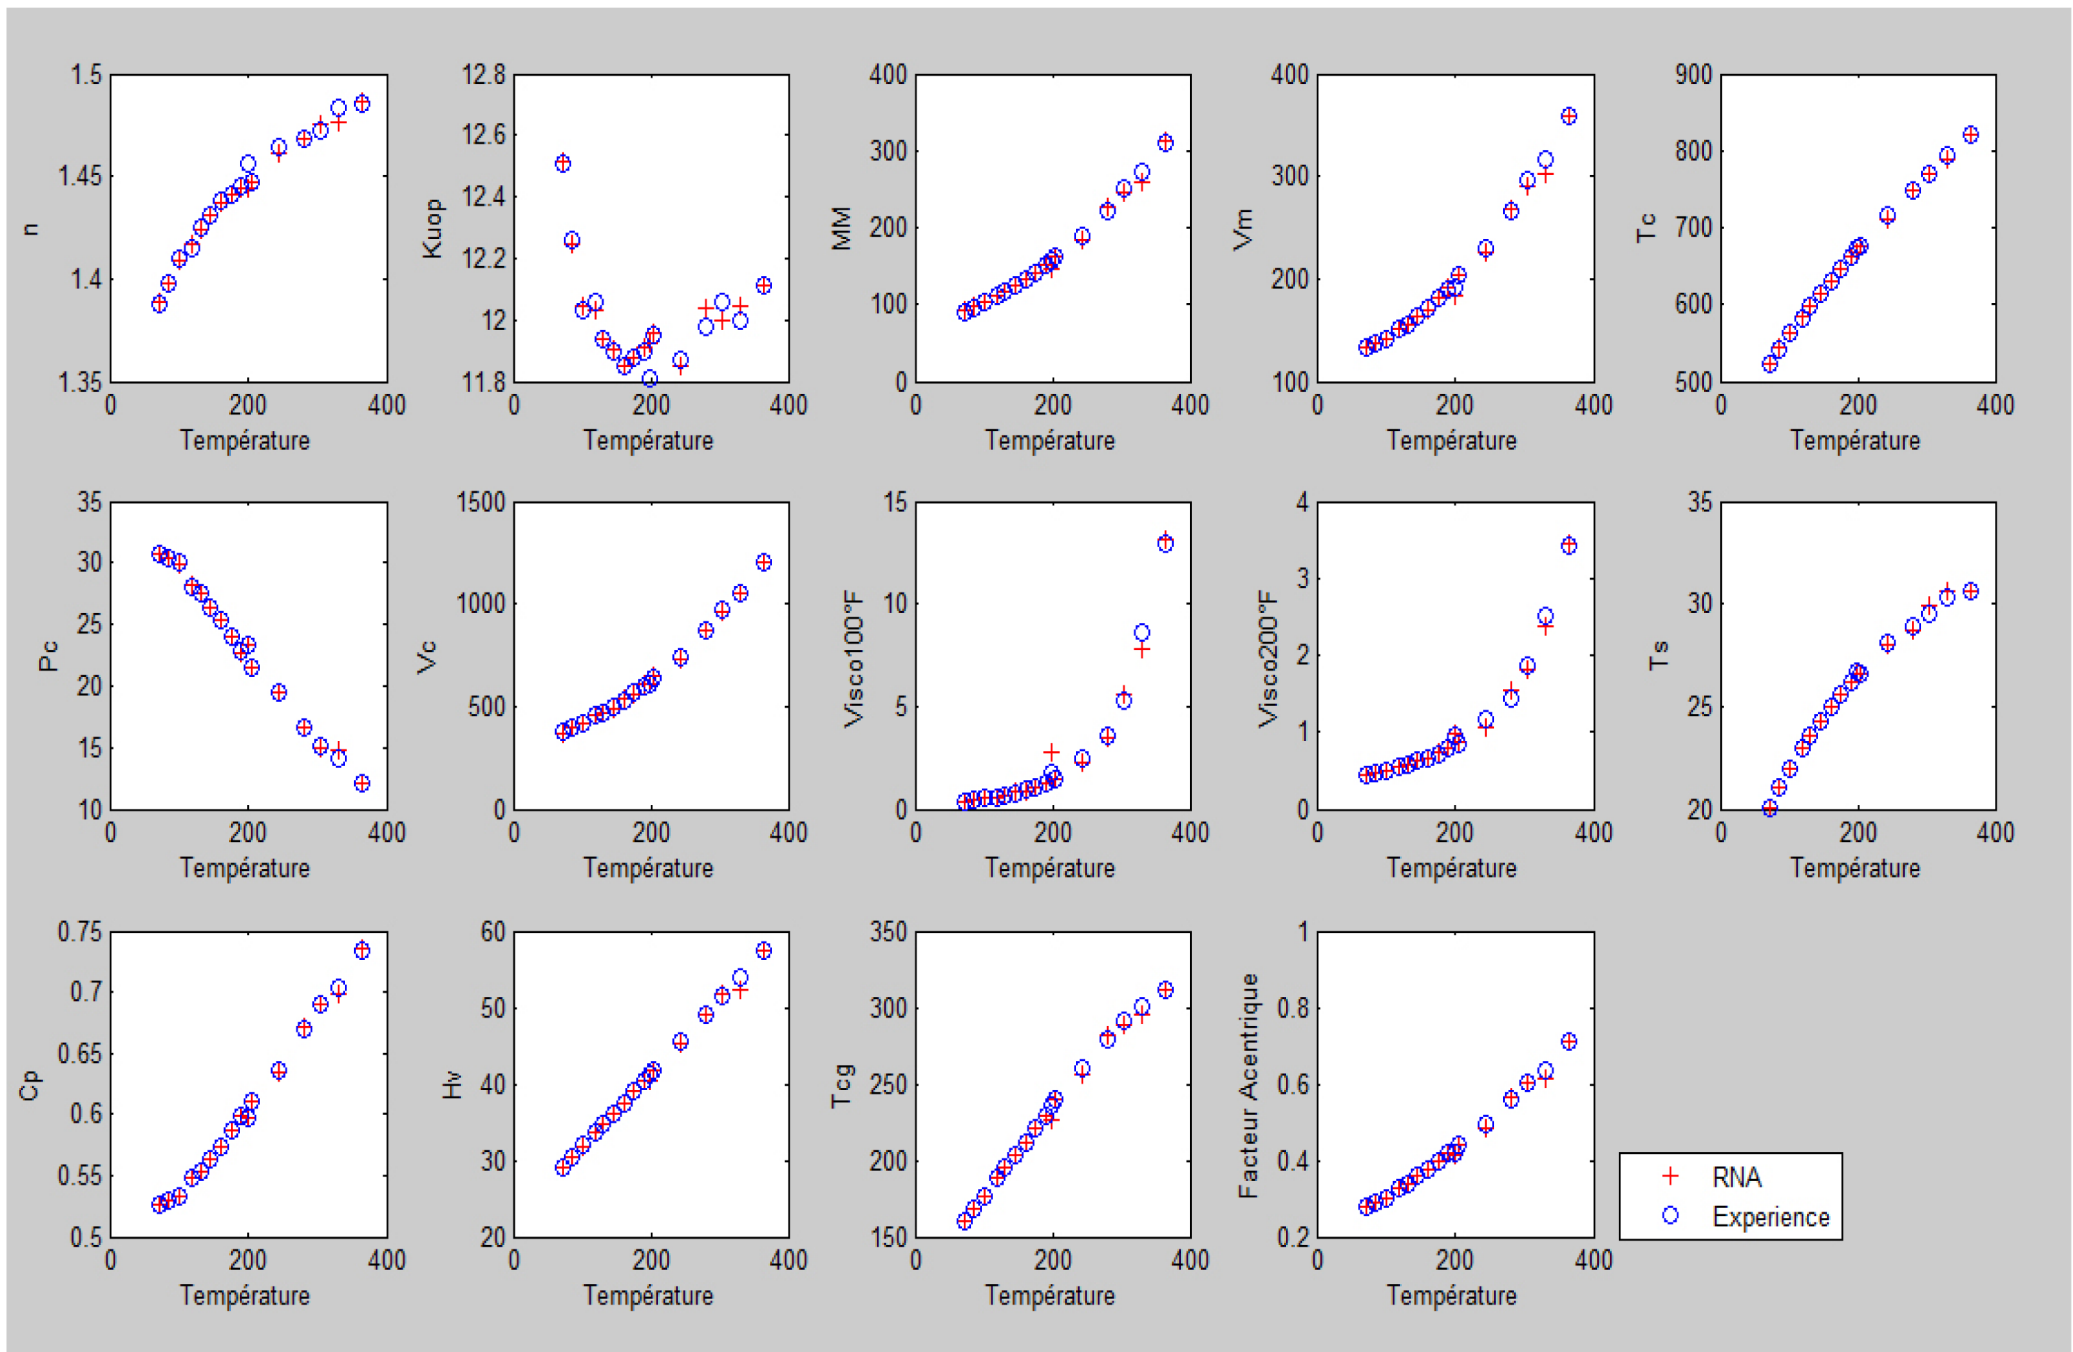 1.5
1.45
1.4
1.35
n
0 200 400
Température
12.8
12.6
12.4
12.2
12
11.8
Kuop
0 200 400
Température
400
300
200
100
0
MM
0 200 400
Température
400
300
200
100
Vm
0 200 400
Température
900
800
700
600
500
Tc
0 200 400
Température
35
30
25
20
15
10
Pc
0 200 400
Température
1500
1000
500
0
Vc
0 200 400
Température
15
10
5
0
Visco100°F
0 200 400
Température
4
3
2
1
0
Visco200°F
0 200 400
Température
35
30
25
20
Ts
0 200 400
Température
0.75
0.7
0.65
0.6
0.55
0.5
Cp
0 200 400
Température
60
50
40
30
20
Hv
0 200 400
Température
350
300
250
200
150
Tcg
0 200 400
Température
1
0.8
0.6
0.4
0.2
Facteur Acentrique
0 200 400
Température
RNA
Experience